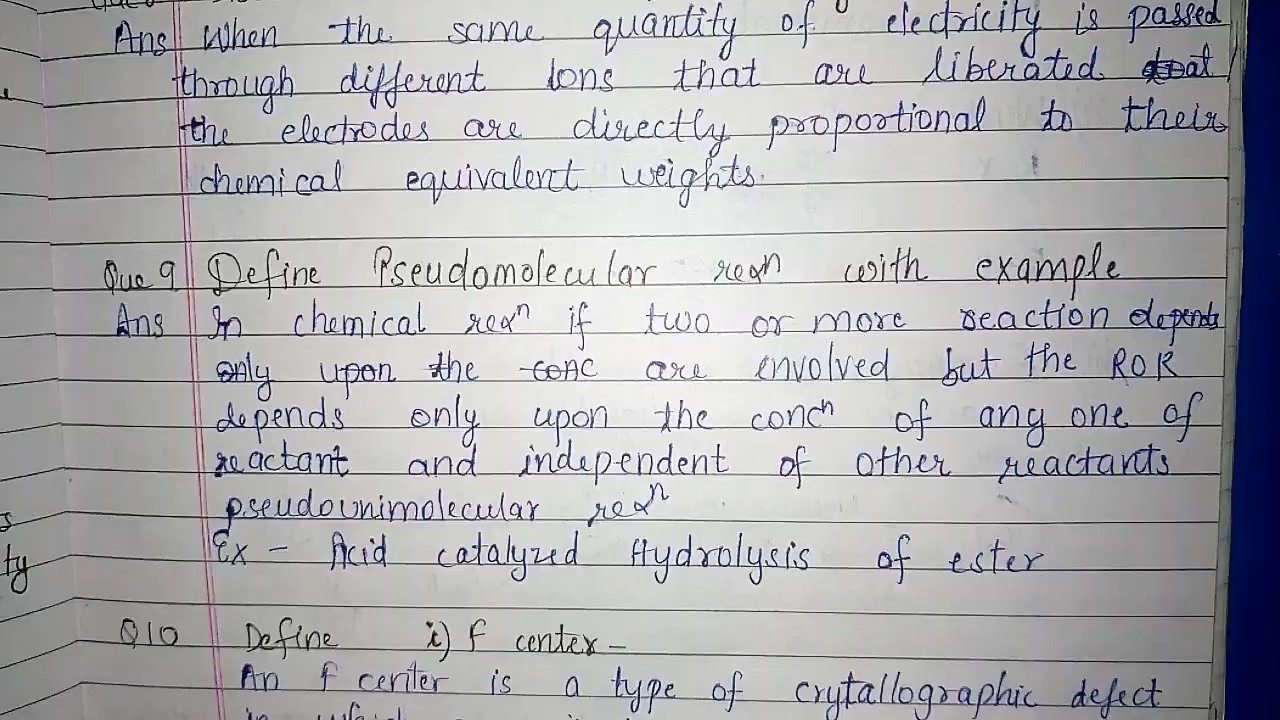 Ans When the same quantity of electricity is passed
through different Ions that are liberated at
the electrodes are directly proportional to their
chemical equivalent weights.
Que 9 Define Pseudomolecular reaⁿ with example
Ans In chemical reaⁿ if two or more reaction depends
only upon the conc are envolved but the ROR
depends only upon the concⁿ of any one of
reactant and independent of other reactants
pseudounimolecular reaⁿ
Ex - Acid catalyzed Hydrolysis of ester
Q10 Define i) F center -
An f center is a type of crytallographic defect
ty